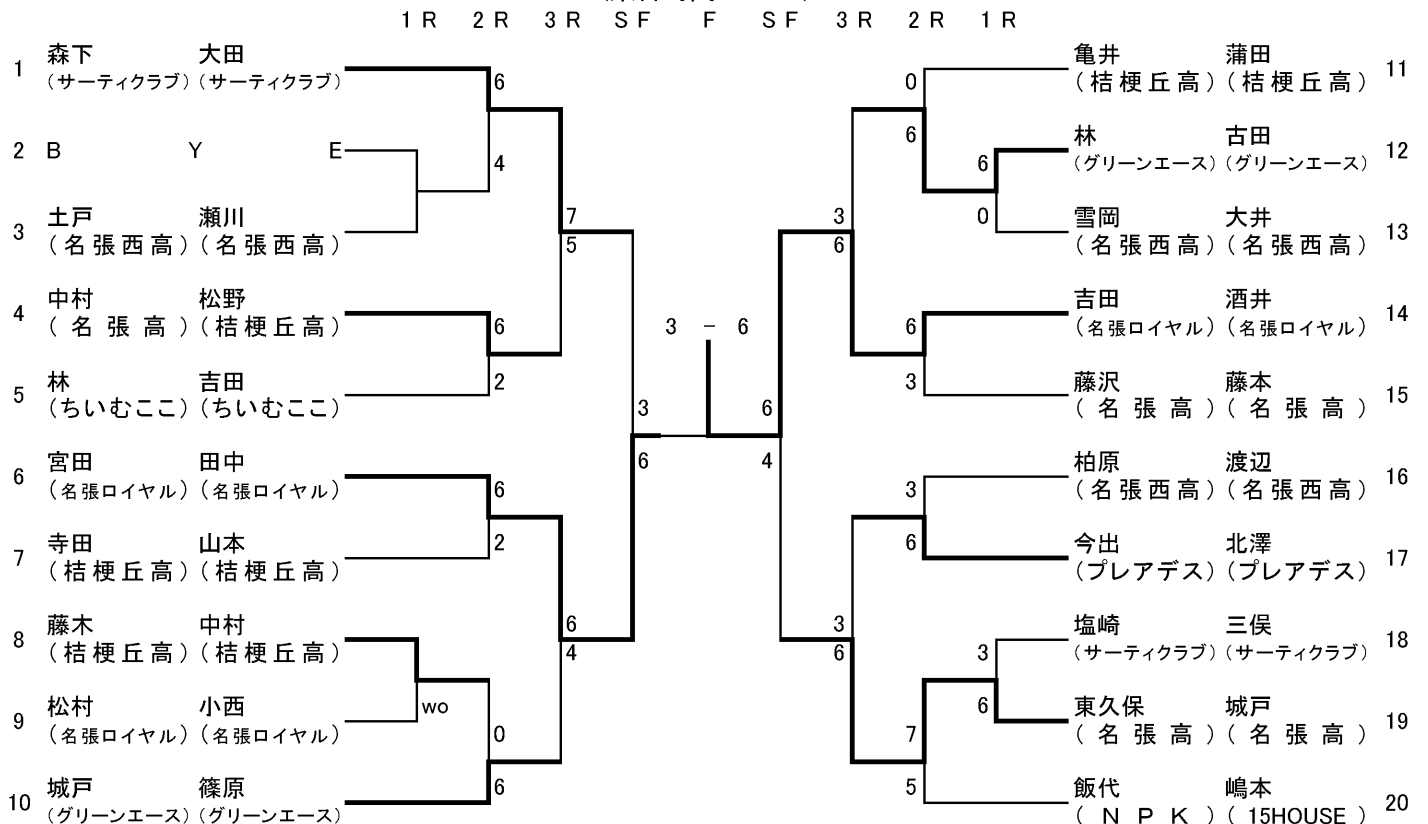 1R 2R 3R SF F SF 3R 2R 1R
1 森下 大田
(サーティクラブ) (サーティクラブ)
2 B Y E
3 土戸 瀬川
(名張西高) (名張西高)
4 中村 松野
(名張高) (桔梗丘高)
5 林 吉田
(ちいむここ) (ちいむここ)
6 宮田 田中
(名張ロイヤル) (名張ロイヤル)
7 寺田 山本
(桔梗丘高) (桔梗丘高)
8 藤木 中村
(桔梗丘高) (桔梗丘高)
9 松村 小西
(名張ロイヤル) (名張ロイヤル)
10 城戸 篠原
(グリーンエース) (グリーンエース)
6
4
6
2
6
2
wo
0
6
7
5
6
4
3
6
3 - 6
6
4
3
6
3
6
0
6
6
3
3
6
7
5
6
0
3
6
亀井 蒲田 11
(桔梗丘高) (桔梗丘高)
林 古田 12
(グリーンエース) (グリーンエース)
雪岡 大井 13
(名張西高) (名張西高)
吉田 酒井 14
(名張ロイヤル) (名張ロイヤル)
藤沢 藤本 15
(名張高) (名張高)
柏原 渡辺 16
(名張西高) (名張西高)
今出 北澤 17
(プレアデス) (プレアデス)
塩崎 三俣 18
(サーティクラブ) (サーティクラブ)
東久保 城戸 19
(名張高) (名張高)
飯代 嶋本 20
(NPK) (15HOUSE)